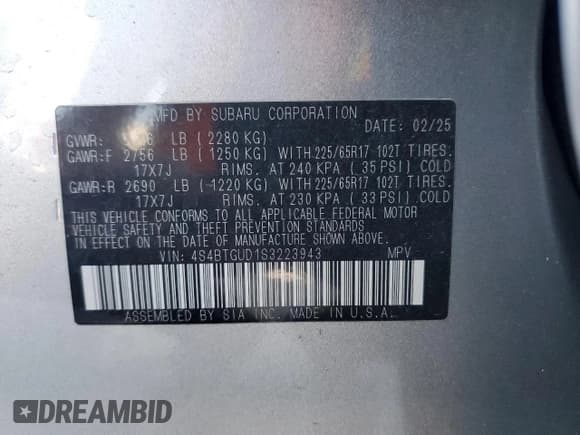 MFD BY SUBARU CORPORATION
DATE: 02/25
GVWR: LB (2280 KG)
GAWR:F 2756 LB (1250 KG) WITH 225/65R17 102T TIRES.
17X7J RIMS. AT 240 KPA (35 PSI) COLD
GAWR:R 2690 LB (1220 KG) WITH 225/65R17 102T TIRES.
17X7J RIMS. AT 230 KPA (33 PSI) COLD
THIS VEHICLE CONFORMS TO ALL APPLICABLE FEDERAL MOTOR
VEHICLE SAFETY AND THEFT PREVENTION STANDARDS
IN EFFECT ON THE DATE OF MANUFACTURE SHOWN ABOVE.
VIN: 4S4BTGUD1S3223943 MPV
ASSEMBLED BY SIA INC. MADE IN U.S.A.
DREAMBID